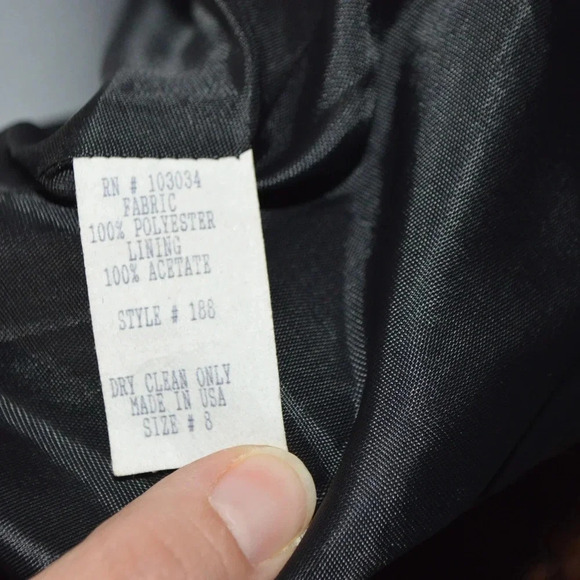 RN # 103034
FABRIC
100% POLYESTER
LINING
100% ACETATE
STYLE # 188
DRY CLEAN ONLY
MADE IN USA
SIZE # 8